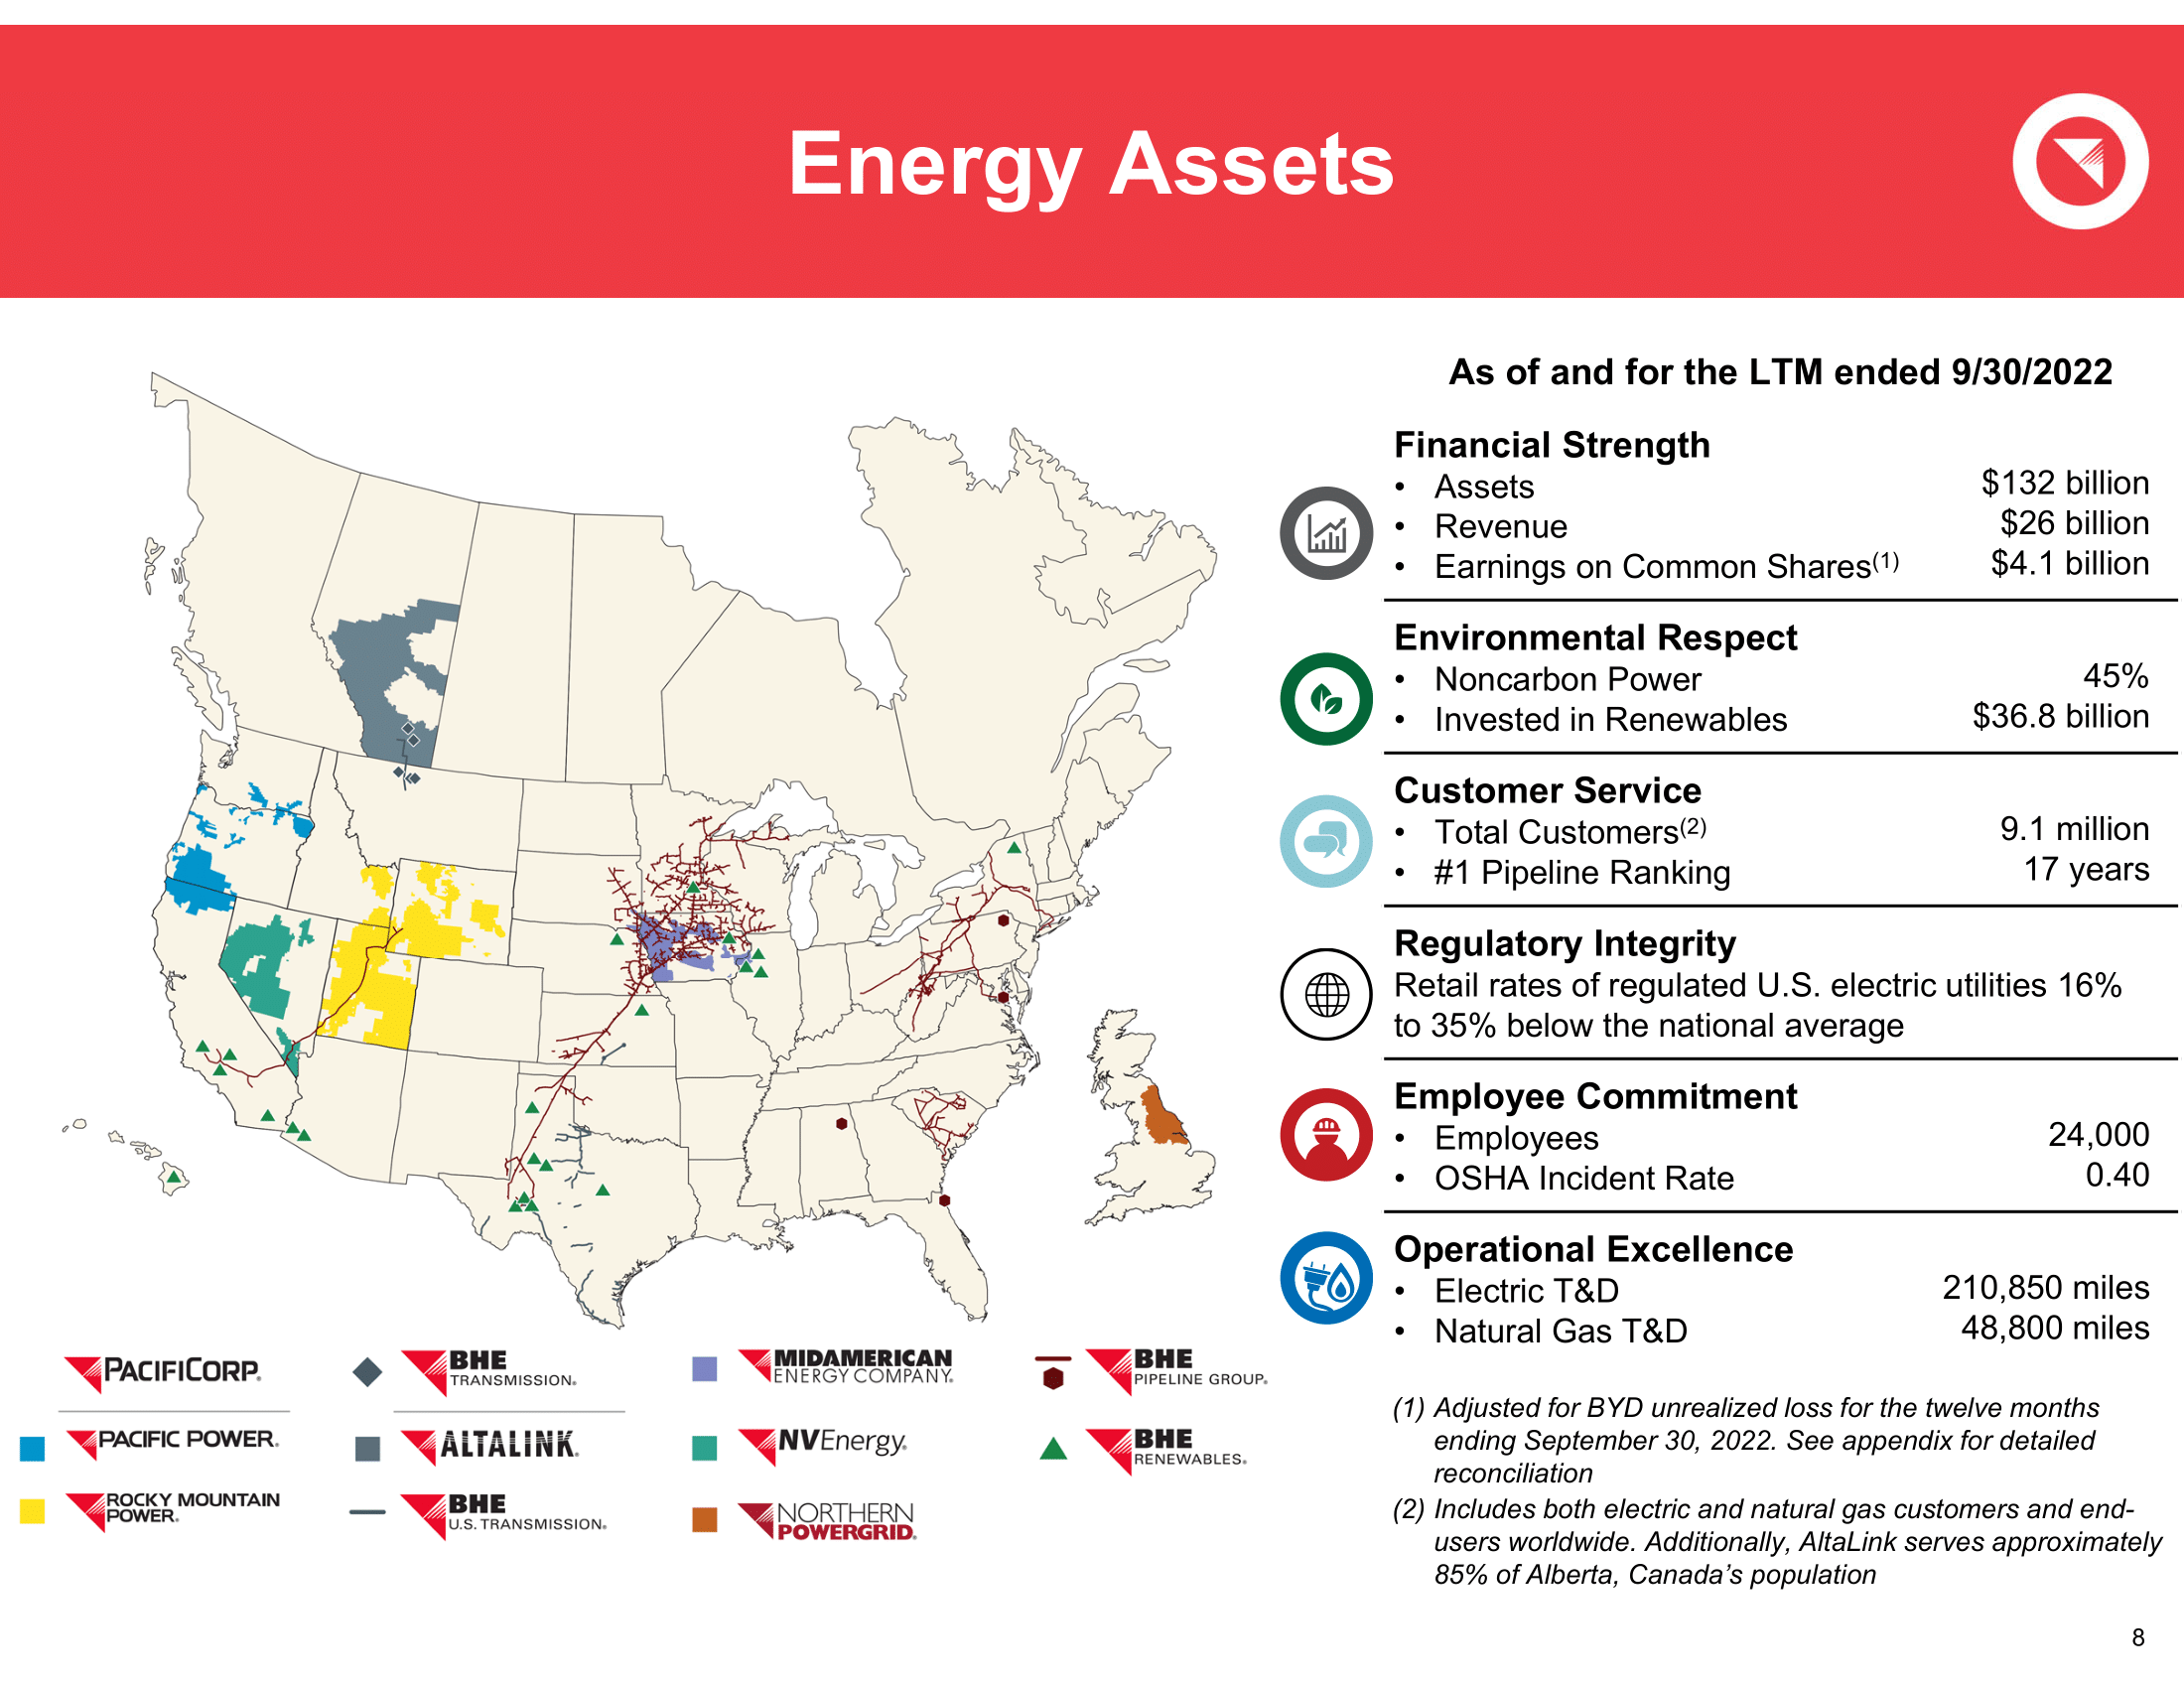 Energy Assets
As of and for the LTM ended 9/30/2022
Financial Strength
• Assets $132 billion
• Revenue $26 billion
• Earnings on Common Shares(1) $4.1 billion
Environmental Respect
• Noncarbon Power 45%
• Invested in Renewables $36.8 billion
Customer Service
• Total Customers(2) 9.1 million
• #1 Pipeline Ranking 17 years
Regulatory Integrity
Retail rates of regulated U.S. electric utilities 16%
to 35% below the national average
Employee Commitment
• Employees 24,000
• OSHA Incident Rate 0.40
Operational Excellence
• Electric T&D 210,850 miles
• Natural Gas T&D 48,800 miles
(1) Adjusted for BYD unrealized loss for the twelve months
ending September 30, 2022. See appendix for detailed
reconciliation
(2) Includes both electric and natural gas customers and end-
users worldwide. Additionally, AltaLink serves approximately
85% of Alberta, Canada’s population
PACIFICORP.
PACIFIC POWER.
ROCKY MOUNTAIN
POWER.
BHE
TRANSMISSION.
ALTALINK.
BHE
U.S. TRANSMISSION.
MIDAMERICAN
ENERGY COMPANY.
NVEnergy.
NORTHERN
POWERGRID.
BHE
PIPELINE GROUP.
BHE
RENEWABLES.
8